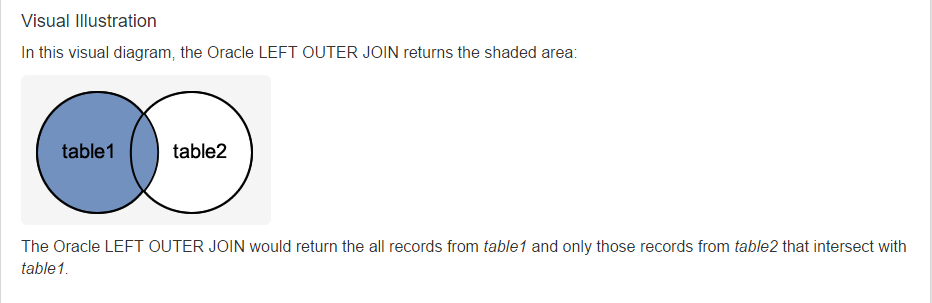 Visual Illustration
In this visual diagram, the Oracle LEFT OUTER JOIN returns the shaded area:
table1 table2
The Oracle LEFT OUTER JOIN would return the all records from table1 and only those records from table2 that intersect with
table1.